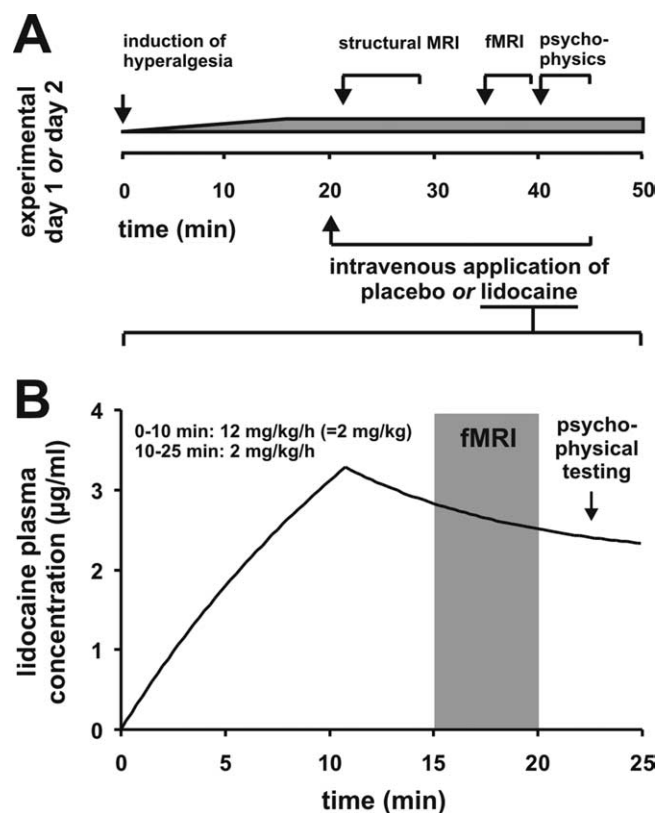 A
induction of
hyperalgesia
structural MRI
fMRI
psycho-
physics
experimental
day 1 or day 2
0 10 20 30 40 50
time (min)
intravenous application of
placebo or lidocaine
B
lidocaine plasma
concentration (µg/ml)
4
3
2
1
0
0-10 min: 12 mg/kg/h (=2 mg/kg)
10-25 min: 2 mg/kg/h
fMRI
psycho-
physical
testing
0 5 10 15 20 25
time (min)